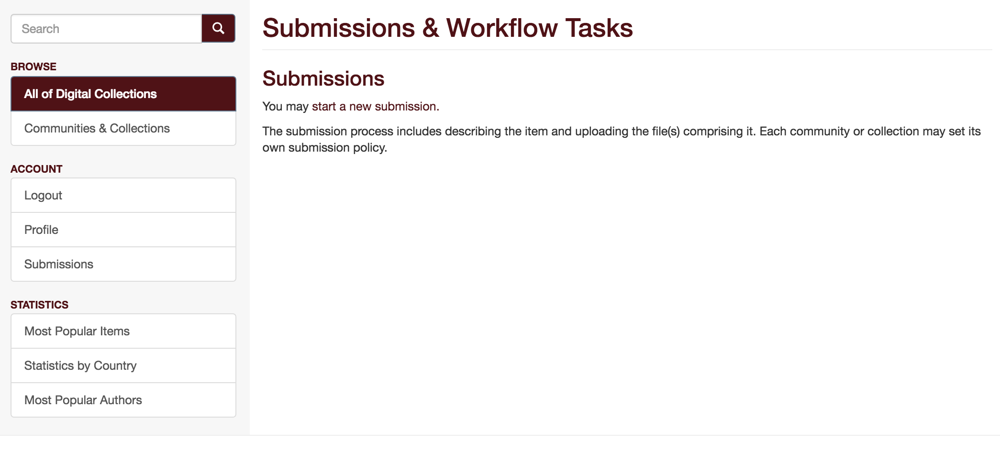 Search
BROWSE
All of Digital Collections
Communities & Collections
ACCOUNT
Logout
Profile
Submissions
STATISTICS
Most Popular Items
Statistics by Country
Most Popular Authors
Submissions & Workflow Tasks
Submissions
You may start a new submission.
The submission process includes describing the item and uploading the file(s) comprising it. Each community or collection may set its
own submission policy.